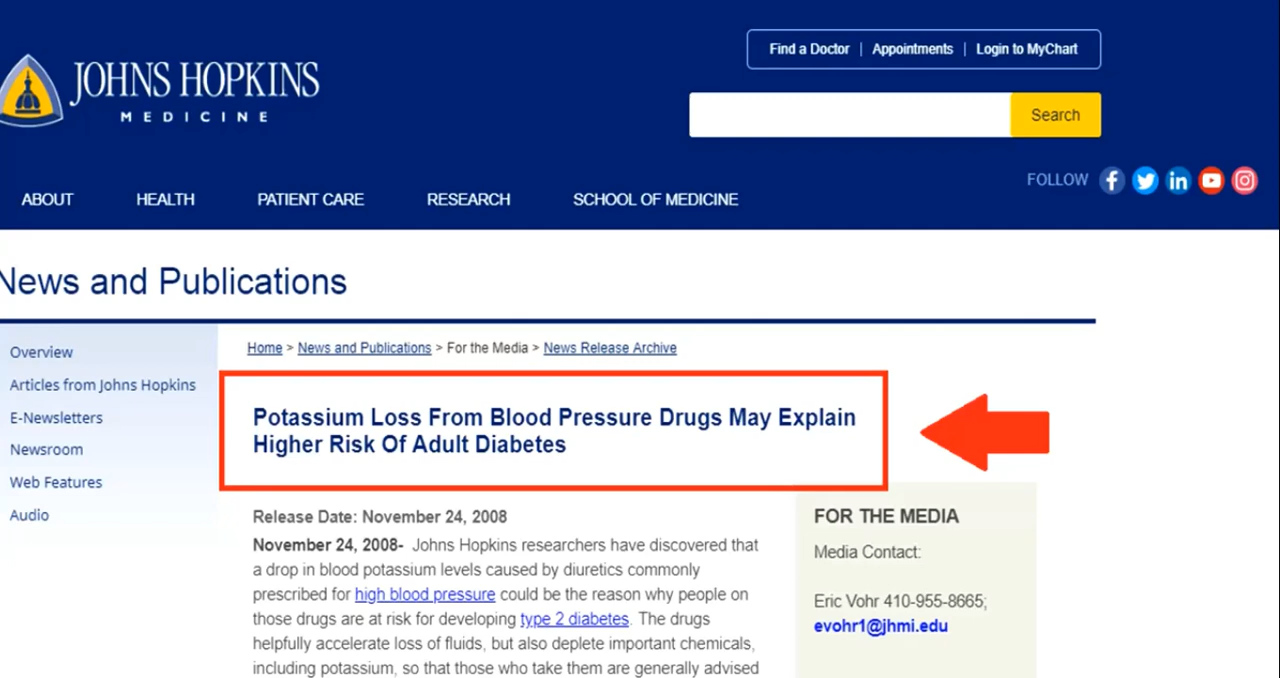 JOHNS HOPKINS
MEDICINE
Find a Doctor | Appointments | Login to MyChart
Search
FOLLOW
ABOUT HEALTH PATIENT CARE RESEARCH SCHOOL OF MEDICINE
News and Publications
Overview
Articles from Johns Hopkins
E-Newsletters
Newsroom
Web Features
Audio
Home > News and Publications > For the Media > News Release Archive
Potassium Loss From Blood Pressure Drugs May Explain
Higher Risk Of Adult Diabetes
Release Date: November 24, 2008
November 24, 2008- Johns Hopkins researchers have discovered that
a drop in blood potassium levels caused by diuretics commonly
prescribed for high blood pressure could be the reason why people on
those drugs are at risk for developing type 2 diabetes. The drugs
helpfully accelerate loss of fluids, but also deplete important chemicals,
including potassium, so that those who take them are generally advised
FOR THE MEDIA
Media Contact:
Eric Vohr 410-955-8665;
evohr1@jhmi.edu